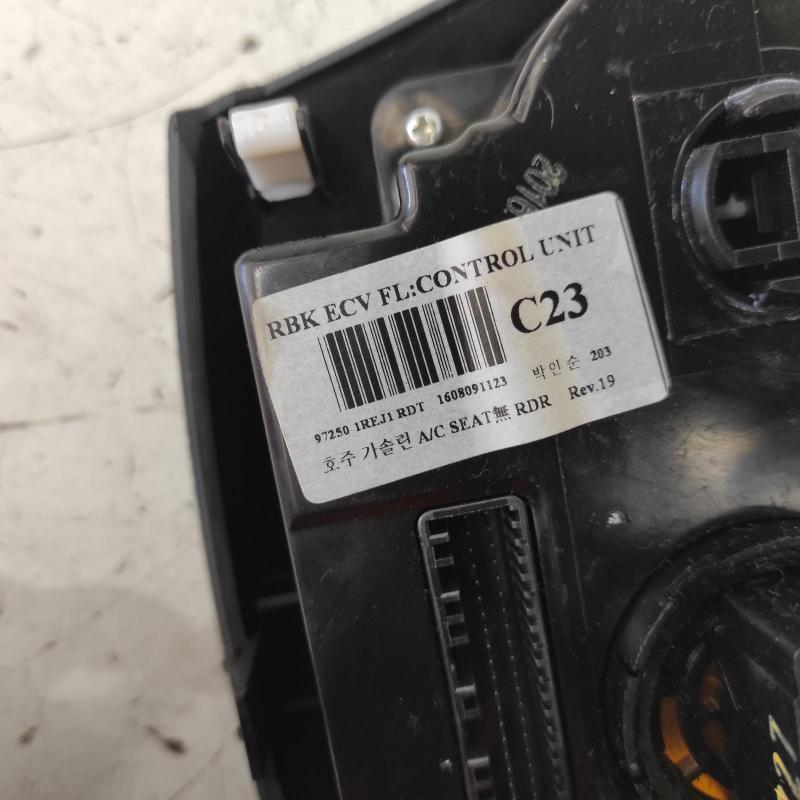 2016
RBK ECV FL:CONTROL UNIT
C23
박인순 203
97250 1REJ1 RDT 1608091123
호주 가솔린 A/C SEAT無 RDR Rev.19